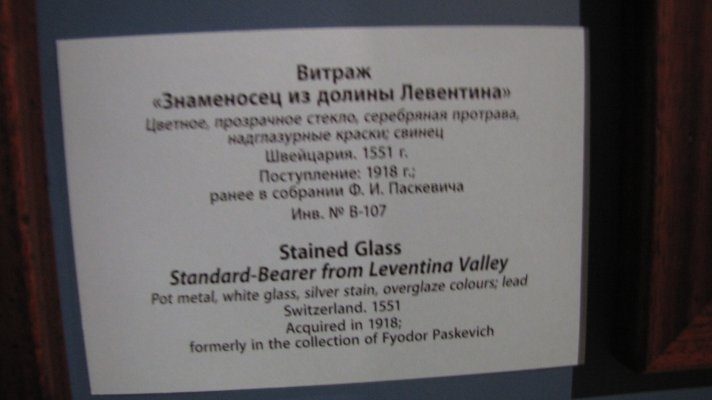 Витраж
«Знаменосец из долины Левентина»
Цветное, прозрачное стекло, серебряная протрава,
надглазурные краски; свинец
Швейцария. 1551 г.
Поступление: 1918 г.;
ранее в собрании Ф. И. Паскевича
Инв. № В-107
Stained Glass
Standard-Bearer from Leventina Valley
Pot metal, white glass, silver stain, overglaze colours; lead
Switzerland. 1551
Acquired in 1918;
formerly in the collection of Fyodor Paskevich